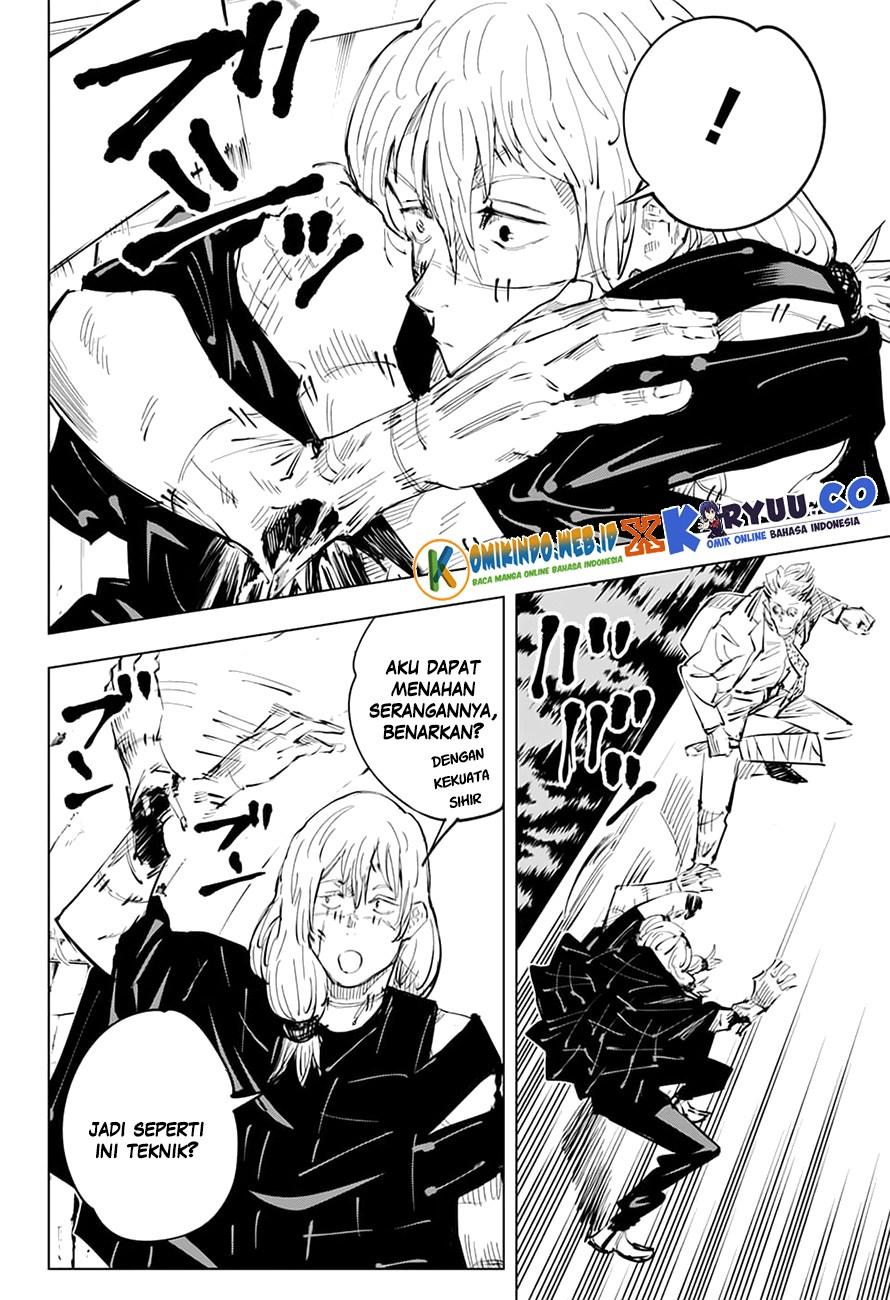 !
KOMIKINDO.WEB.ID X KIRYUU.CO
BACA MANGA ONLINE BAHASA INDONESIA
OMIK ONLINE BAHASA INDONESIA
AKU DAPAT
MENAHAN
SERANGANNYA,
BENARKAN?
DENGAN
KEKUATA
SIHIR
JADI SEPERTI
INI TEKNIK?